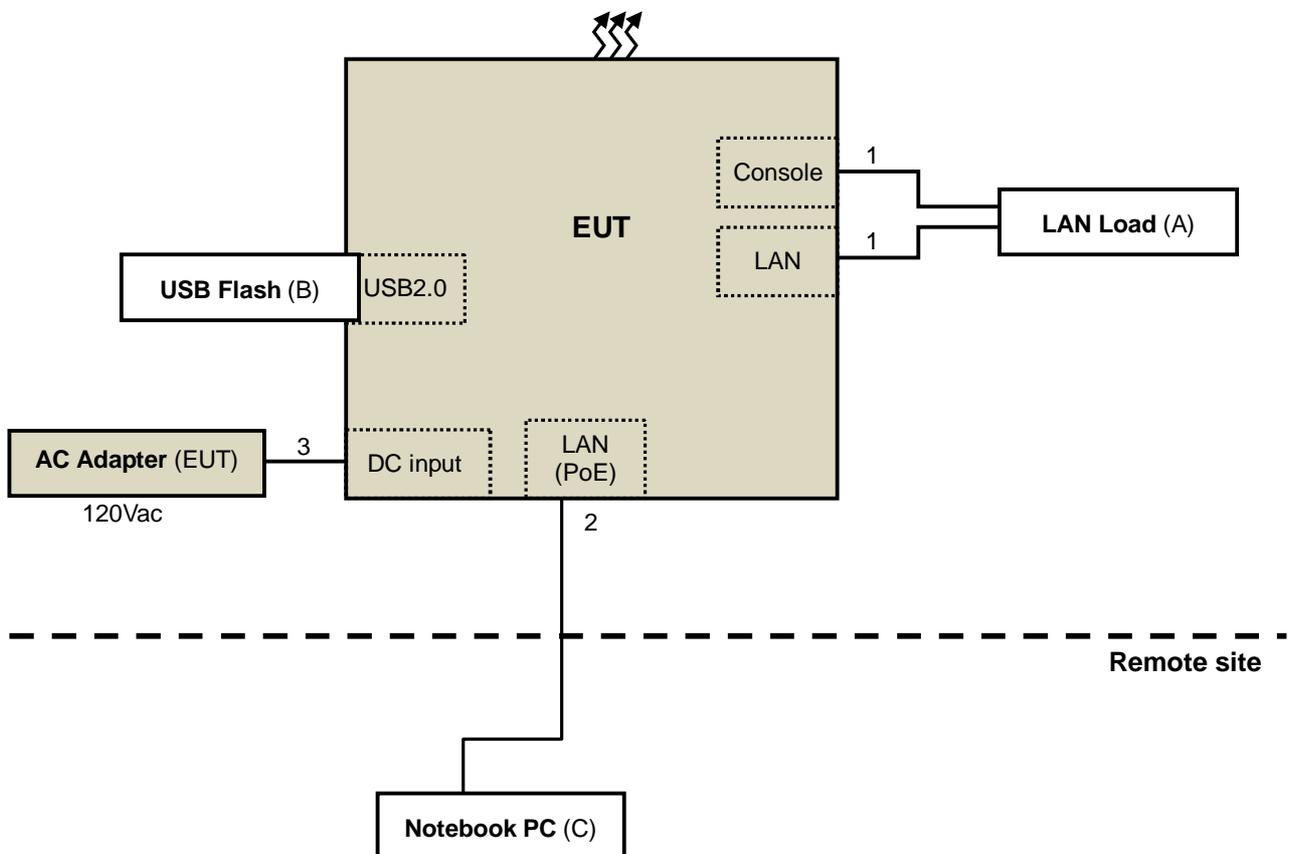 Console
1
EUT
LAN Load (A)
1
LAN
USB Flash (B)
USB2.0
AC Adapter (EUT)
3
DC input
LAN
(PoE)
120Vac
2
Remote site
Notebook PC (C)